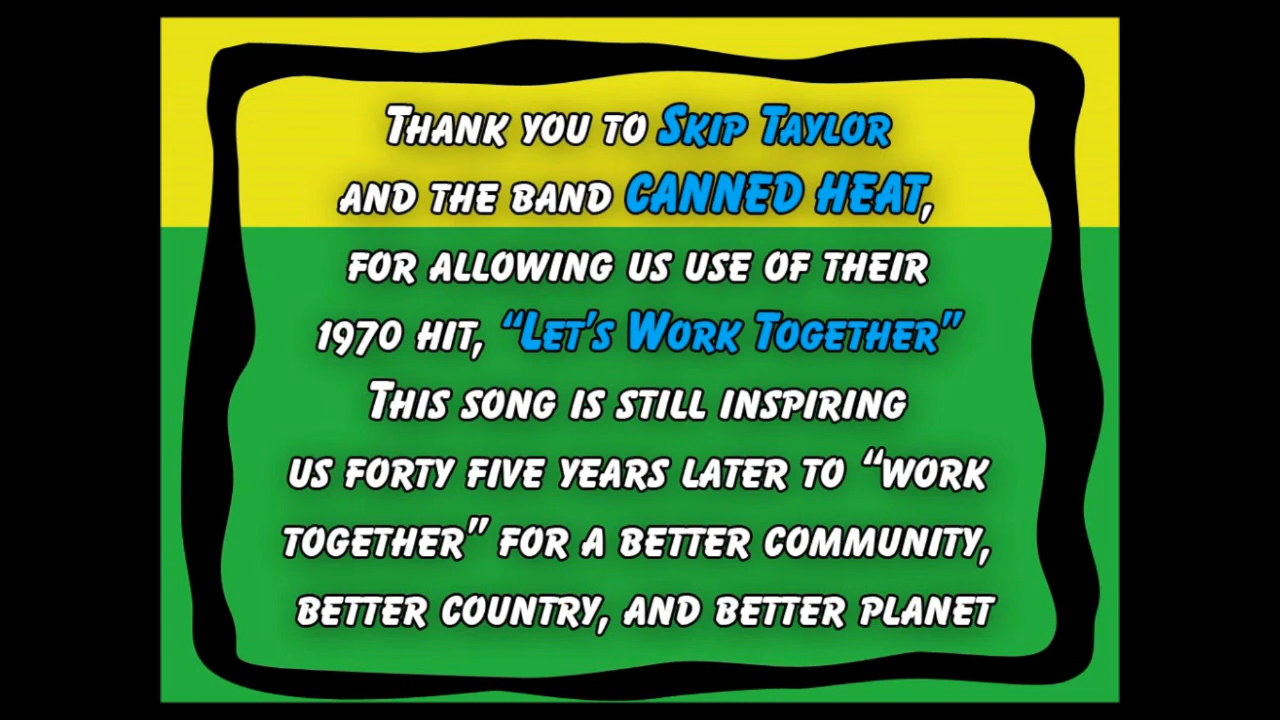 Thank you to Skip Taylor
and the band CANNED HEAT,
for allowing us use of their
1970 hit, “Let's Work Together”
This song is still inspiring
us forty five years later to “work
together” for a better community,
better country, and better planet